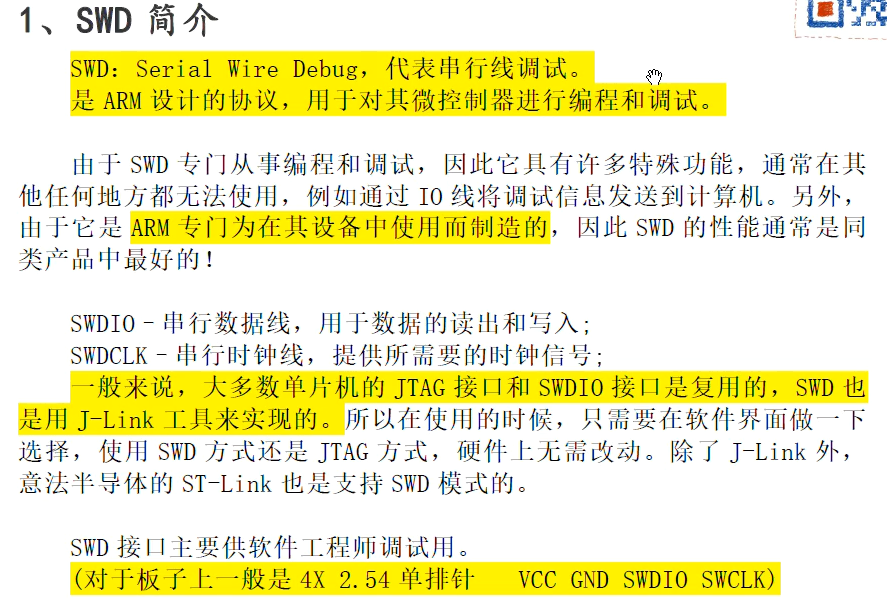 1、SWD 简介
SWD：Serial Wire Debug，代表串行线调试。
是 ARM 设计的协议，用于对其微控制器进行编程和调试。
由于 SWD 专门从事编程和调试，因此它具有许多特殊功能，通常在其
他任何地方都无法使用，例如通过 IO 线将调试信息发送到计算机。另外，
由于它是 ARM 专门为在其设备中使用而制造的，因此 SWD 的性能通常是同
类产品中最好的！
SWDIO－串行数据线，用于数据的读出和写入；
SWDCLK－串行时钟线，提供所需要的时钟信号；
一般来说，大多数单片机的 JTAG 接口和 SWDIO 接口是复用的，SWD 也
是用 J-Link 工具来实现的。所以在使用的时候，只需要在软件界面做一下
选择，使用 SWD 方式还是 JTAG 方式，硬件上无需改动。除了 J-Link 外，
意法半导体的 ST-Link 也是支持 SWD 模式的。
SWD 接口主要供软件工程师调试用。
(对于板子上一般是 4X 2.54 单排针 VCC GND SWDIO SWCLK)